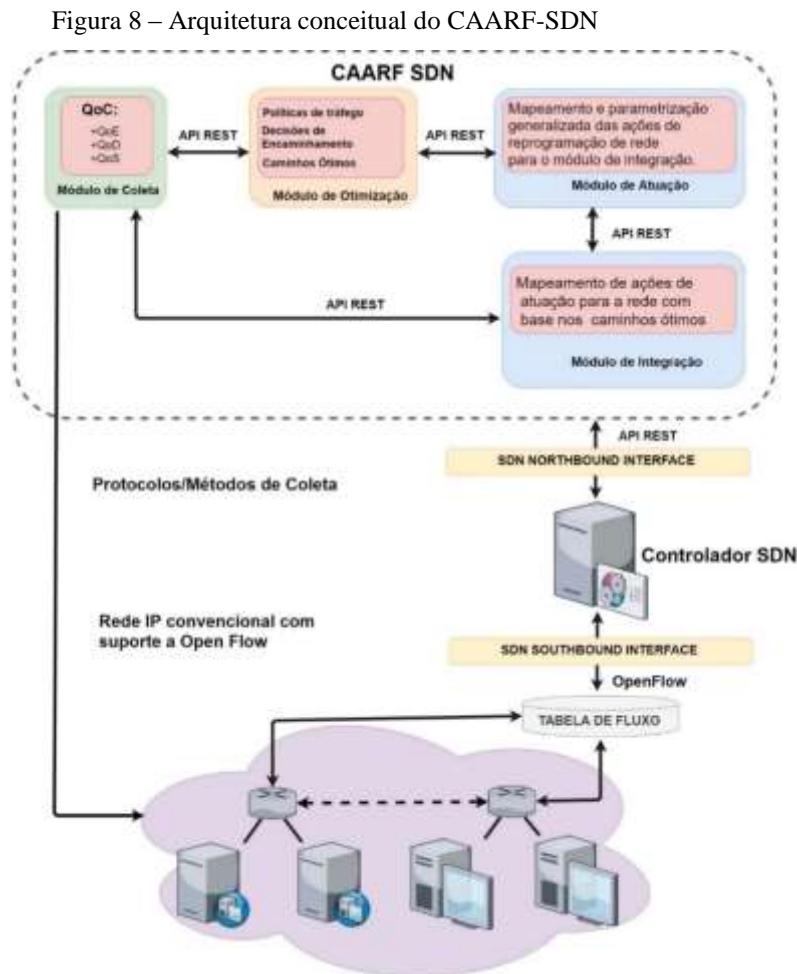 Figura 8 – Arquitetura conceitual do CAARF-SDN
CAARF SDN
QoC:
+QoE
+QoD
+QoS
Módulo de Coleta
API REST
Políticas de tráfego
Decisões de
Encaminhamento
Caminhos Ótimos
Módulo de Otimização
API REST
Mapeamento e parametrização
generalizada das ações de
reprogramação de rede
para o módulo de integração.
Módulo de Atuação
API REST
API REST
Mapeamento de ações de
atuação para a rede com
base nos caminhos ótimos
Módulo de Integração
API REST
SDN NORTHBOUND INTERFACE
Protocolos/Métodos de Coleta
Controlador SDN
Rede IP convencional com
suporte a Open Flow
SDN SOUTHBOUND INTERFACE
OpenFlow
TABELA DE FLUXO